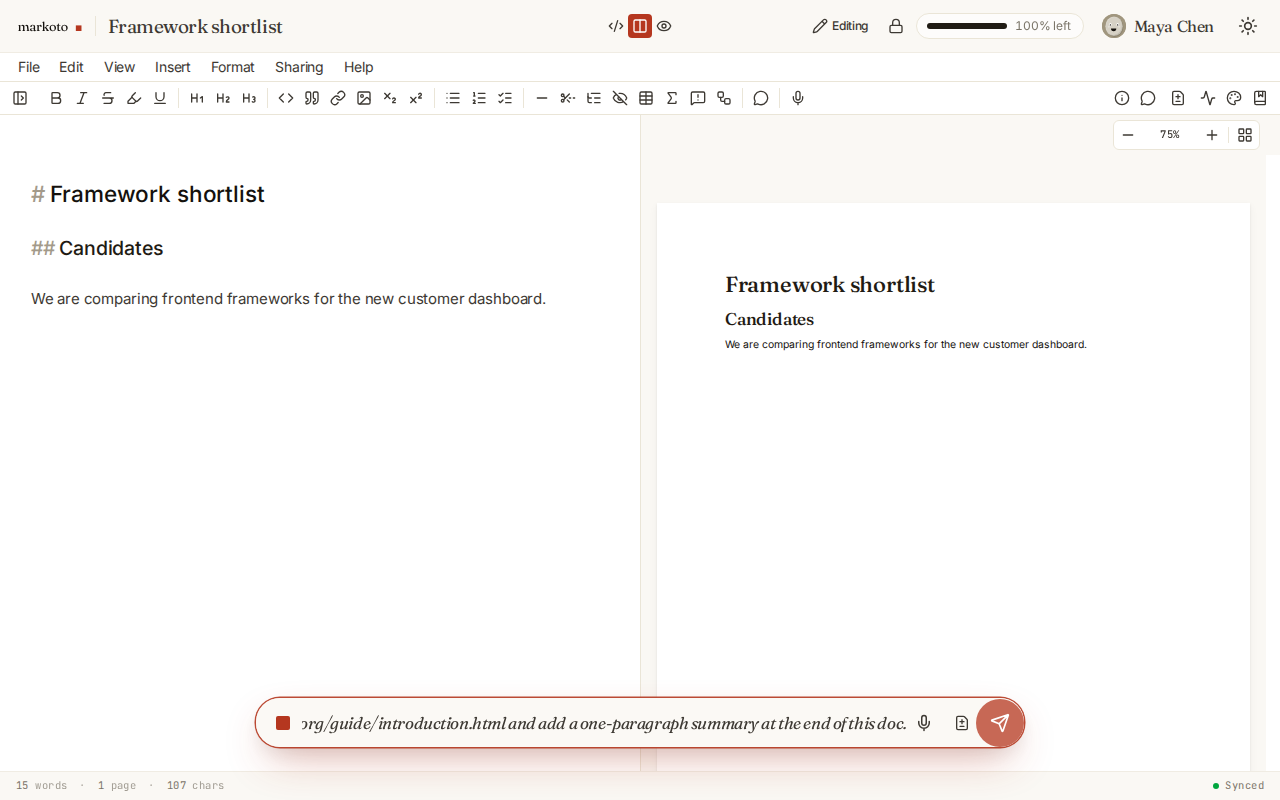 markoto
Framework shortlist
Editing
100% left
Maya Chen
File Edit View Insert Format Sharing Help
B I S U H1 H2 H3 x2 x2
75%
# Framework shortlist
## Candidates
We are comparing frontend frameworks for the new customer dashboard.
Framework shortlist
Candidates
We are comparing frontend frameworks for the new customer dashboard.
org/guide/introduction.html and add a one-paragraph summary at the end of this doc.
15 words · 1 page · 107 chars
Synced